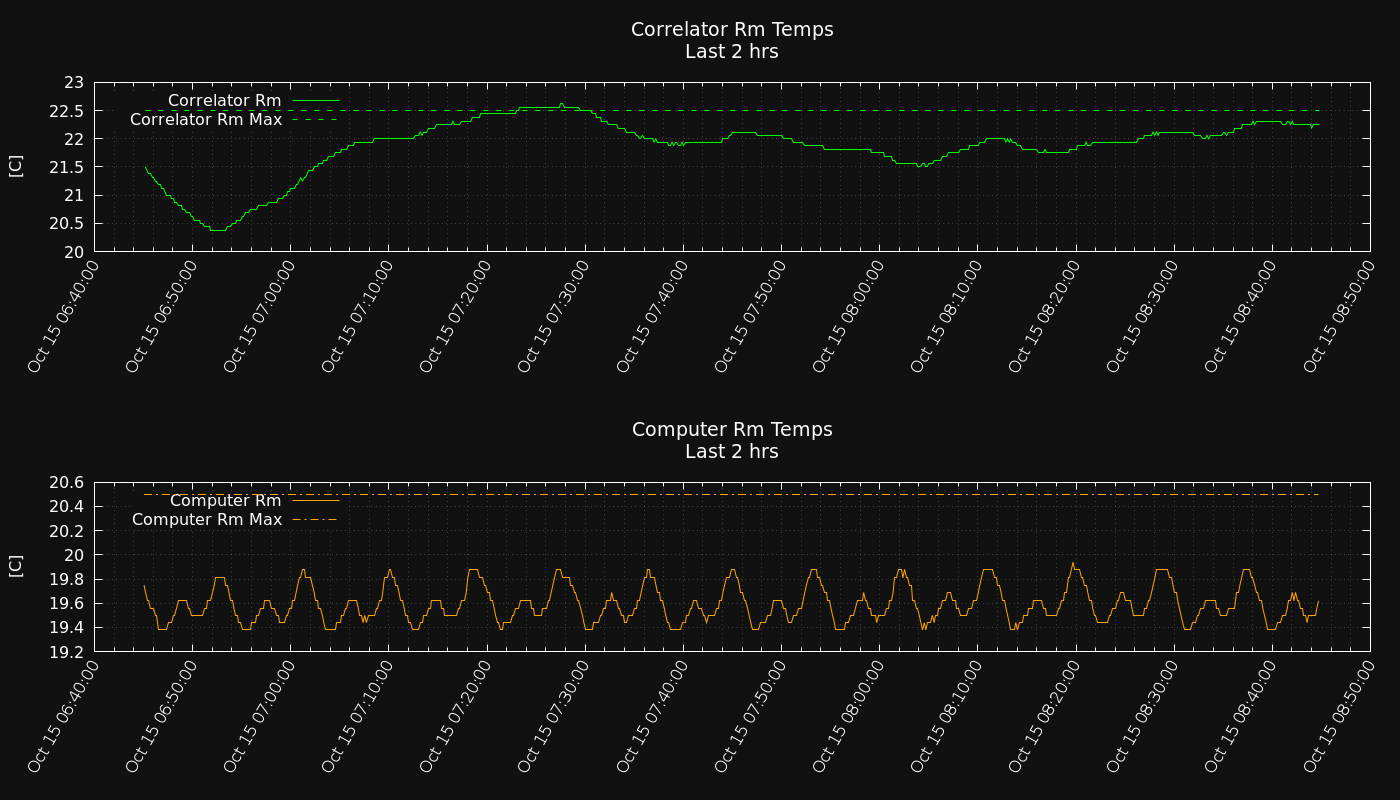 Correlator Rm Temps
Last 2 hrs
[C]
23
22.5
22
21.5
21
20.5
20
Correlator Rm
Correlator Rm Max
Oct 15 06:40:00
Oct 15 06:50:00
Oct 15 07:00:00
Oct 15 07:10:00
Oct 15 07:20:00
Oct 15 07:30:00
Oct 15 07:40:00
Oct 15 07:50:00
Oct 15 08:00:00
Oct 15 08:10:00
Oct 15 08:20:00
Oct 15 08:30:00
Oct 15 08:40:00
Oct 15 08:50:00
Computer Rm Temps
Last 2 hrs
[C]
20.6
20.4
20.2
20
19.8
19.6
19.4
19.2
Computer Rm
Computer Rm Max
Oct 15 06:40:00
Oct 15 06:50:00
Oct 15 07:00:00
Oct 15 07:10:00
Oct 15 07:20:00
Oct 15 07:30:00
Oct 15 07:40:00
Oct 15 07:50:00
Oct 15 08:00:00
Oct 15 08:10:00
Oct 15 08:20:00
Oct 15 08:30:00
Oct 15 08:40:00
Oct 15 08:50:00